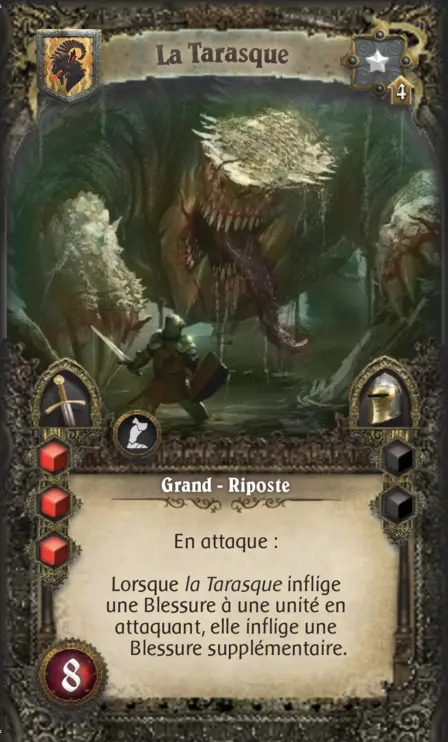 La Tarasque
4
Grand - Riposte
En attaque :
Lorsque la Tarasque inflige
une Blessure à une unité en
attaquant, elle inflige une
Blessure supplémentaire.
8